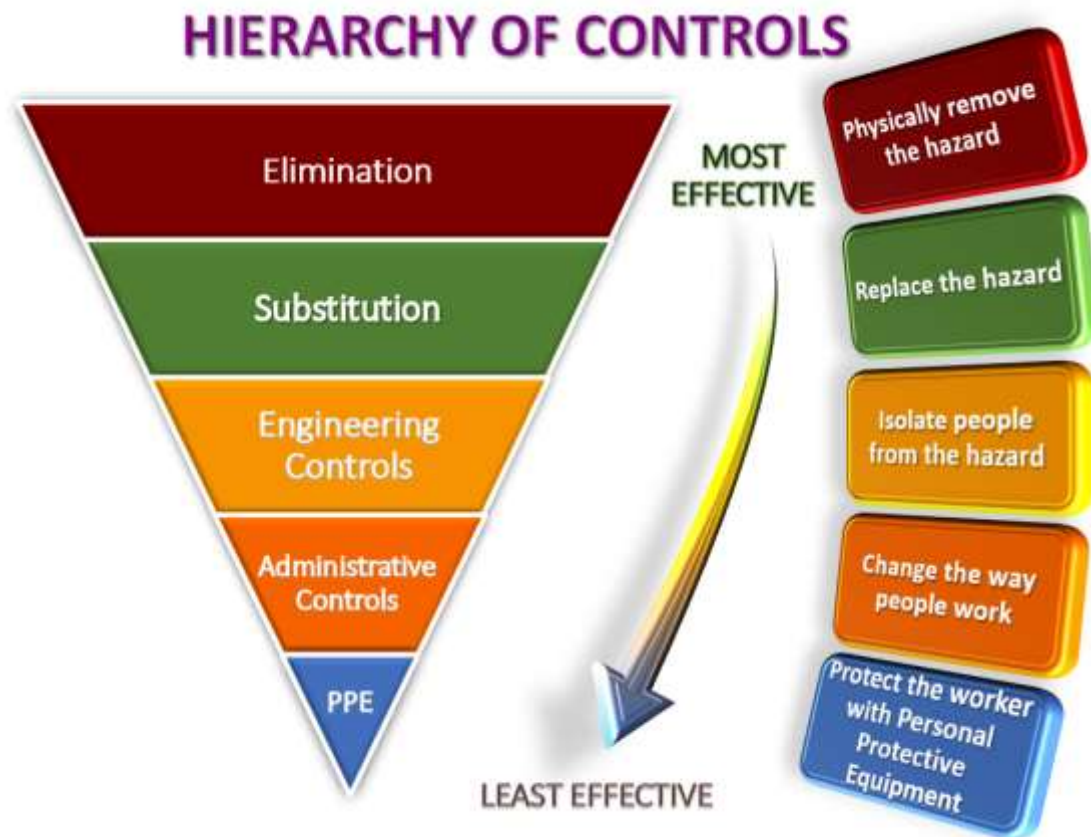 HIERARCHY OF CONTROLS
Elimination
Substitution
Engineering
Controls
Administrative
Controls
PPE
MOST
EFFECTIVE
LEAST EFFECTIVE
Physically remove
the hazard
Replace the hazard
Isolate people
from the hazard
Change the way
people work
Protect the worker
with Personal
Protective
Equipment